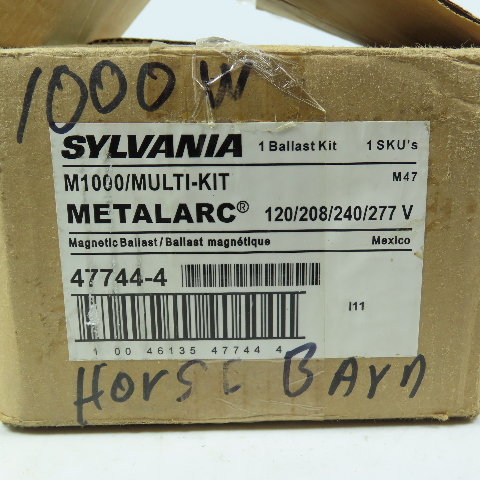 1000 W
SYLVANIA 1 Ballast Kit 1 SKU's
M1000/MULTI-KIT M47
METALARC® 120/208/240/277 V
Magnetic Ballast / Ballast magnétique Mexico
47744-4
I11
1 00 46135 47744 4
Horse Barn